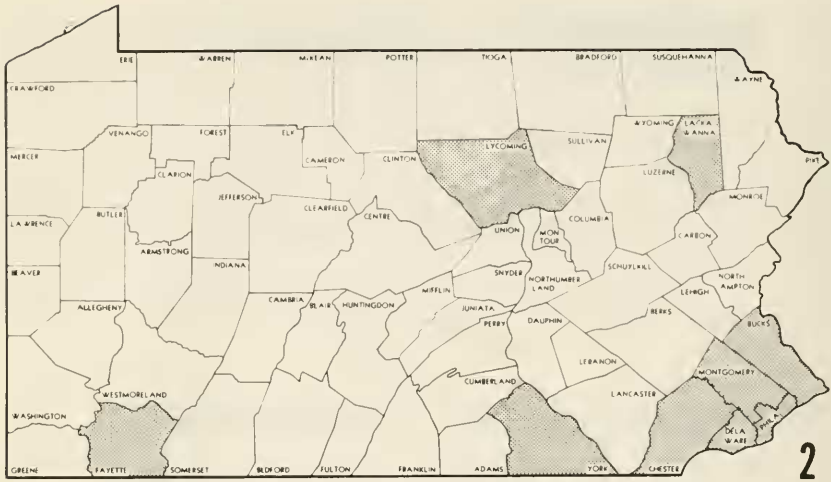 ERIE
WARREN
McKEAN
POTTER
TIOGA
BRADFORD
SUSQUEHANNA
WAYNE
CRAWFORD
VENANGO
FOREST
ELK
WYOMING
LACKA
WANNA
MERCER
CLARION
CAMERON
CLINTON
LYCOMING
SULLIVAN
LUZERNE
PIKE
JEFFERSON
MONROE
LAWRENCE
BUTLER
CLEARFIELD
CENTRE
UNION
MON
TOUR
COLUMBIA
CARBON
ARMSTRONG
BEAVER
INDIANA
SNYDER
NORTHUMBER
LAND
SCHUYLKILL
NORTH
AMPTON
ALLEGHENY
CAMBRIA
BLAIR
HUNTINGDON
MIFFLIN
JUNIATA
PERRY
DAUPHIN
BERKS
LEHIGH
BUCKS
LEBANON
MONTGOMERY
WESTMORELAND
CUMBERLAND
LANCASTER
WASHINGTON
DELA
WARE
PHILA
GREENE
FAYETTE
SOMERSET
BEDFORD
FULTON
FRANKLIN
ADAMS
YORK
CHESTER
2